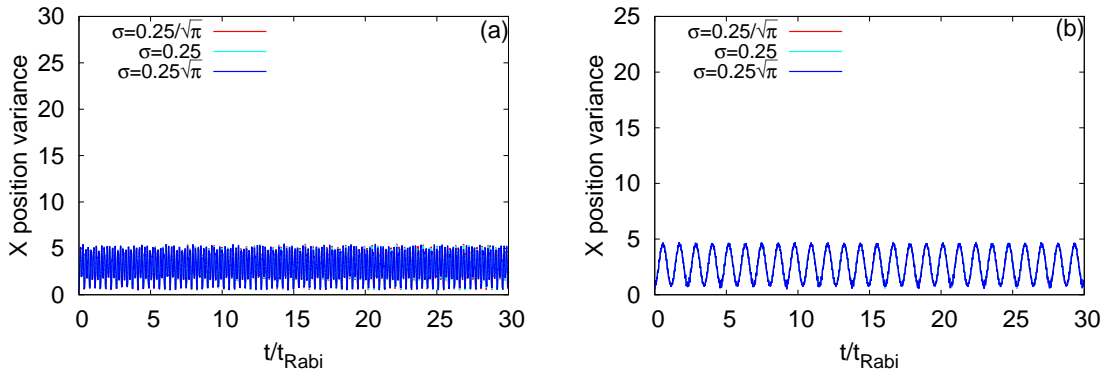 (a)
σ=0.25/√π
σ=0.25
σ=0.25√π
X position variance
30
25
20
15
10
5
0
0 5 10 15 20 25 30
t/t_Rabi
(b)
σ=0.25/√π
σ=0.25
σ=0.25√π
X position variance
25
20
15
10
5
0
0 5 10 15 20 25 30
t/t_Rabi